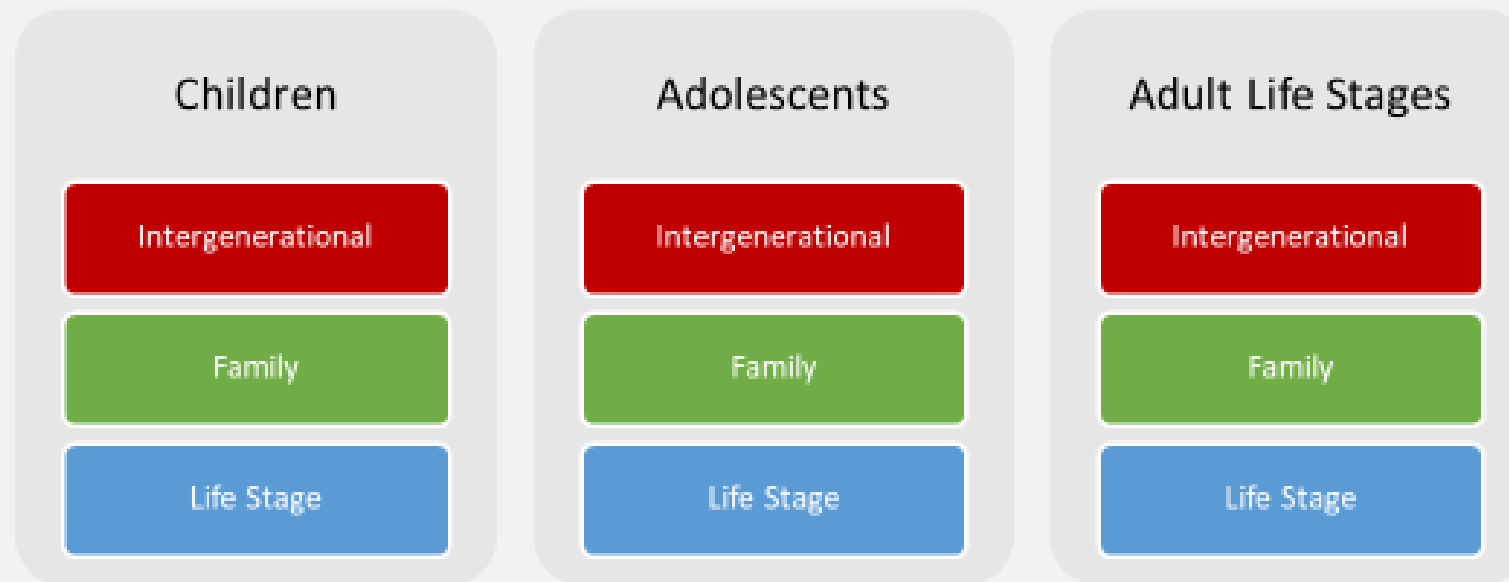 Children
Intergenerational
Family
Life Stage
Adolescents
Intergenerational
Family
Life Stage
Adult Life Stages
Intergenerational
Family
Life Stage